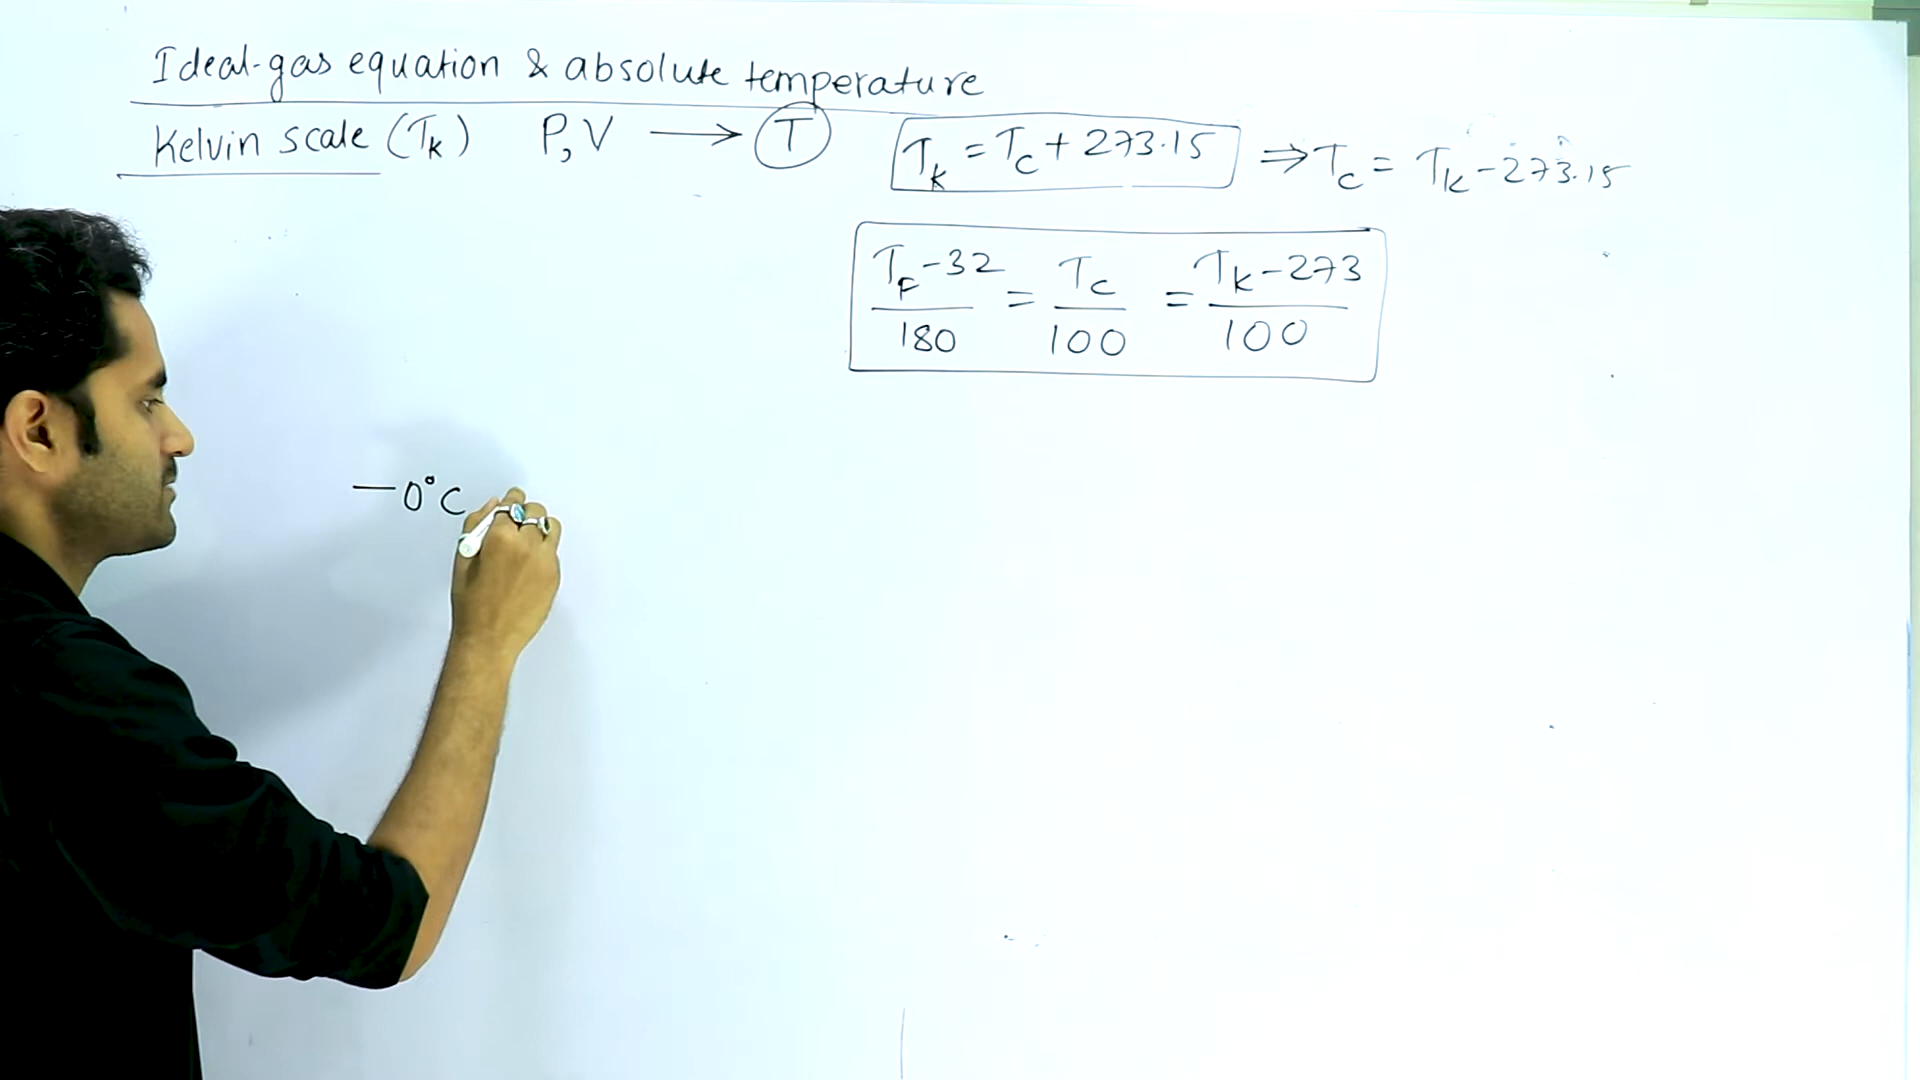 Ideal-gas equation & absolute temperature
Kelvin scale (T_K) P, V ⟶ T T_K = T_C + 273.15 ⇒ T_C = T_K - 273.15
T_F - 32 / 180 = T_C / 100 = T_K - 273 / 100
— 0°C